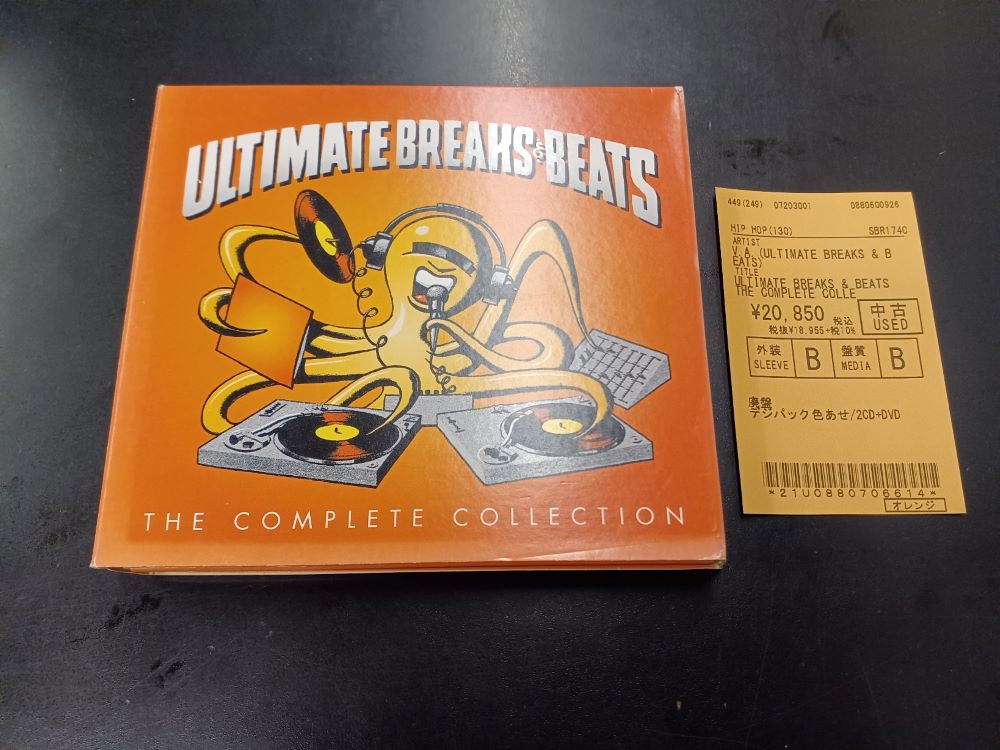 ULTIMATE BREAKS & BEATS
THE COMPLETE COLLECTION
449(249) 07203001 0880600926
HIP HOP(130) SBR1740
ARTIST
V.A.(ULTIMATE BREAKS & B
EATS)
TITLE
ULTIMATE BREAKS & BEATS
THE COMPLETE COLLE
¥20,850 税込
税抜¥18,955+税10%
中古
USED
外装
SLEEVE
B
盤質
MEDIA
B
廃盤
デジパック色あせ/2CD+DVD
*21U0880706614*
オレンジ